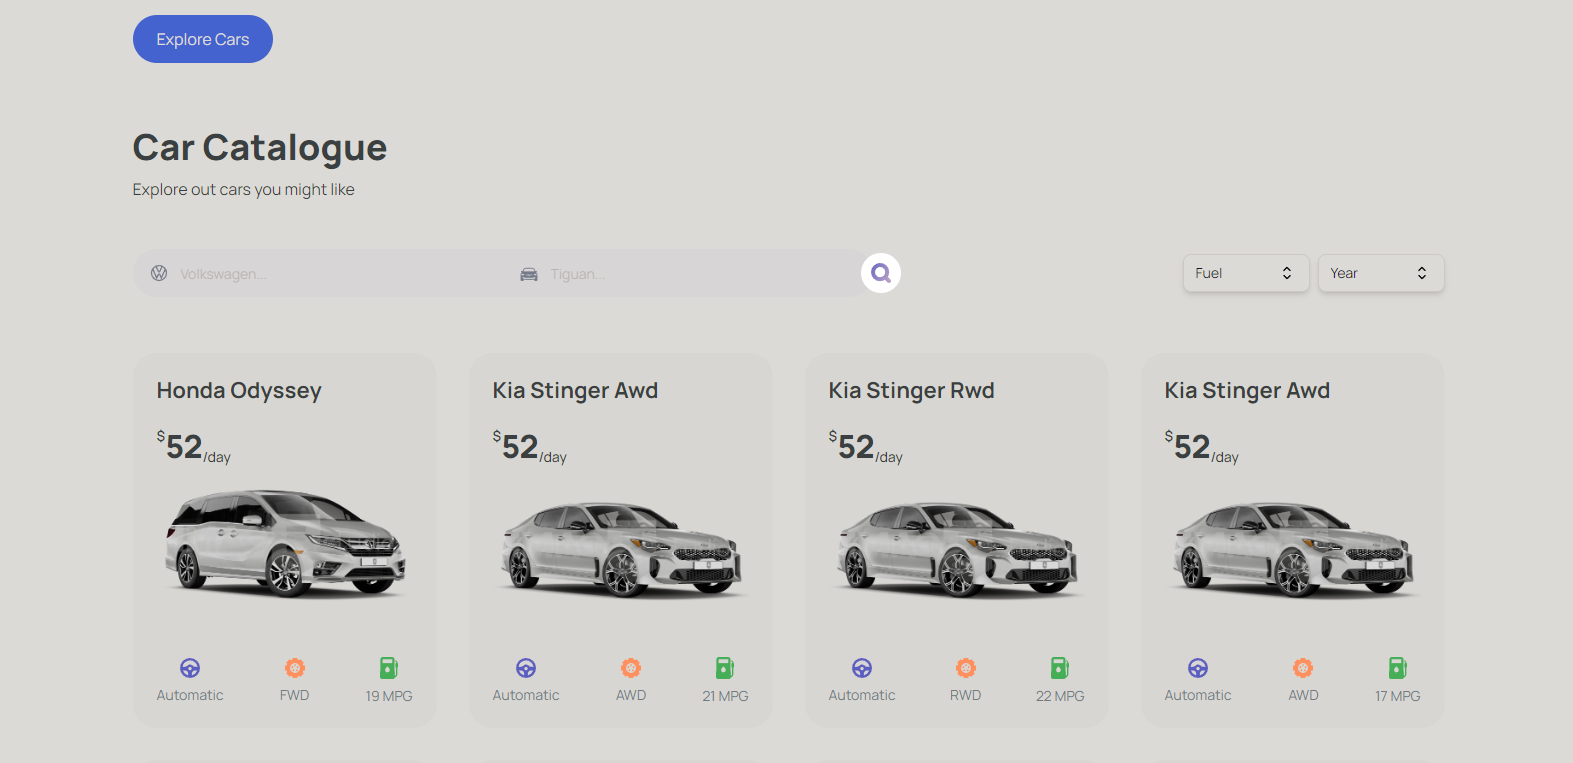 Explore Cars
Car Catalogue
Explore out cars you might like
Volkswagen...
Tiguan...
Fuel
Year
Honda Odyssey
$52/day
Automatic
FWD
19 MPG
Kia Stinger Awd
$52/day
Automatic
AWD
21 MPG
Kia Stinger Rwd
$52/day
Automatic
RWD
22 MPG
Kia Stinger Awd
$52/day
Automatic
AWD
17 MPG